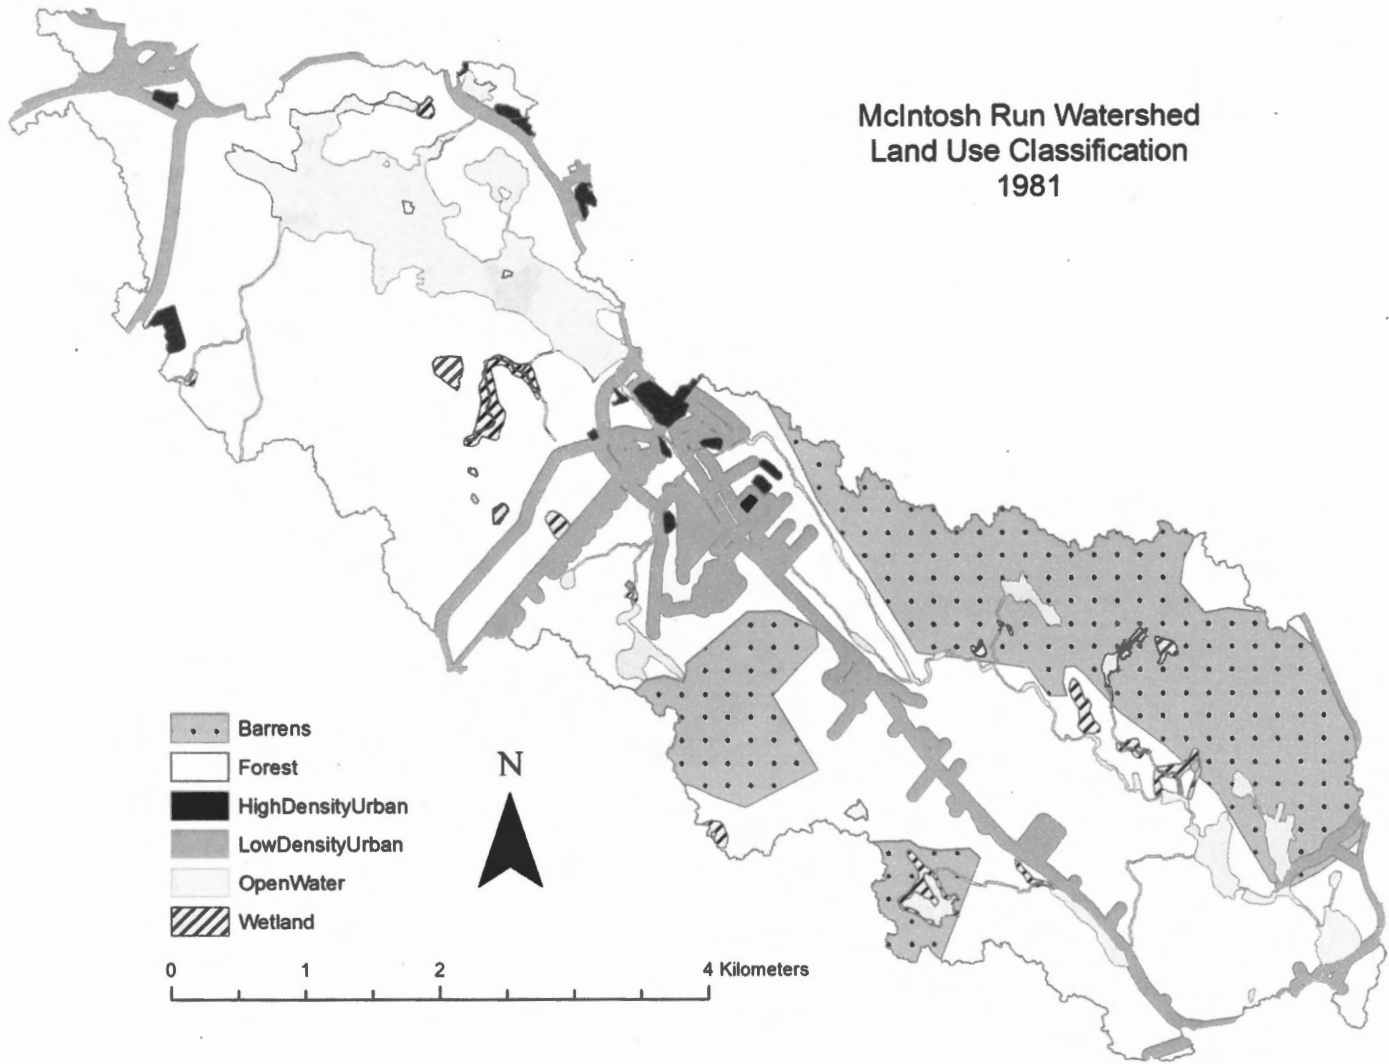 McIntosh Run Watershed
Land Use Classification
1981
Barrens
Forest
HighDensityUrban
LowDensityUrban
OpenWater
Wetland
N
0 1 2 4 Kilometers